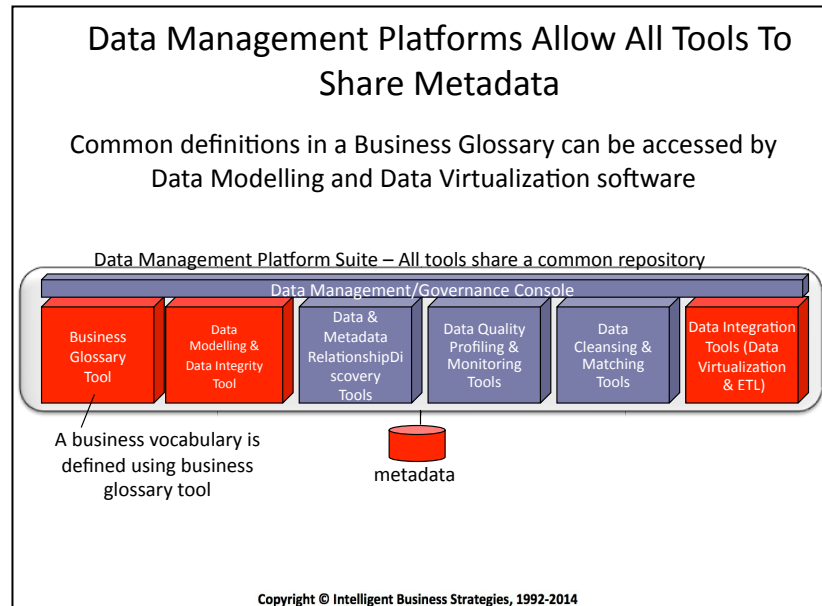 Data Management Platforms Allow All Tools To
Share Metadata
Common definitions in a Business Glossary can be accessed by
Data Modelling and Data Virtualization software
Data Management Platform Suite – All tools share a common repository
Data Management/Governance Console
Business
Glossary
Tool
Data
Modelling &
Data Integrity
Tool
Data &
Metadata
RelationshipDi
scovery
Tools
Data Quality
Profiling &
Monitoring
Tools
Data
Cleansing &
Matching
Tools
Data Integration
Tools (Data
Virtualization
& ETL)
A business vocabulary is
defined using business
glossary tool
metadata
Copyright © Intelligent Business Strategies, 1992-2014